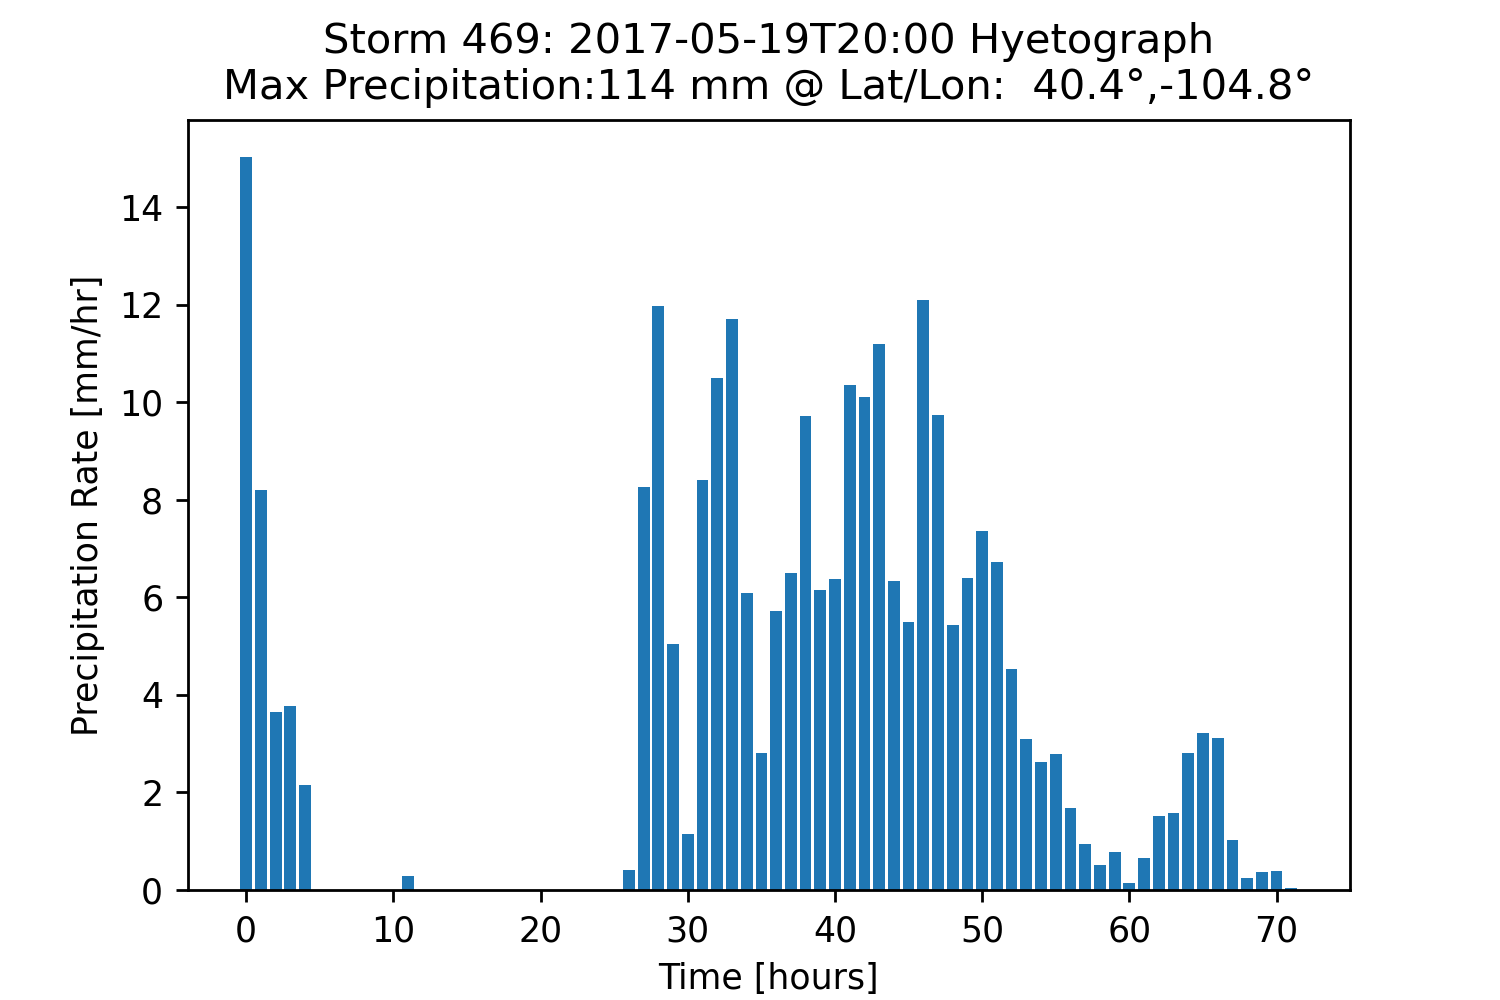 Storm 469: 2017-05-19T20:00 Hyetograph
Max Precipitation:114 mm @ Lat/Lon:  40.4°,-104.8°
Precipitation Rate [mm/hr]
14
12
10
8
6
4
2
0
0 10 20 30 40 50 60 70
Time [hours]